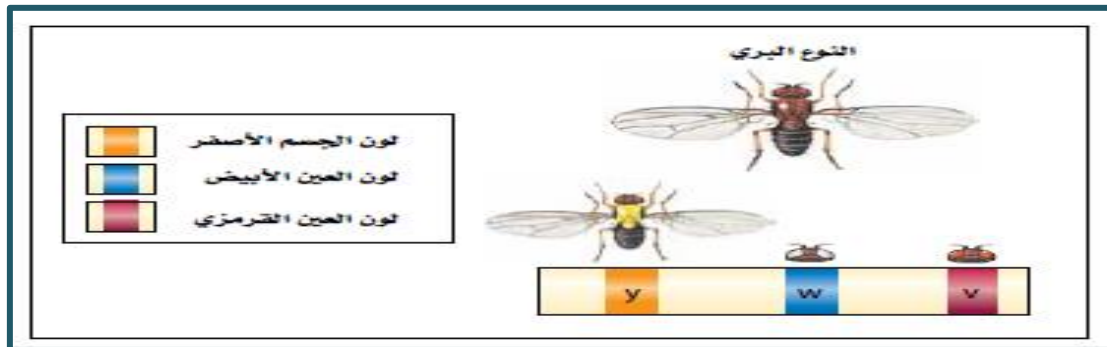 النوع البري
لون الجسم الأصفر
لون العين الأبيض
لون العين القرمزي
y w v